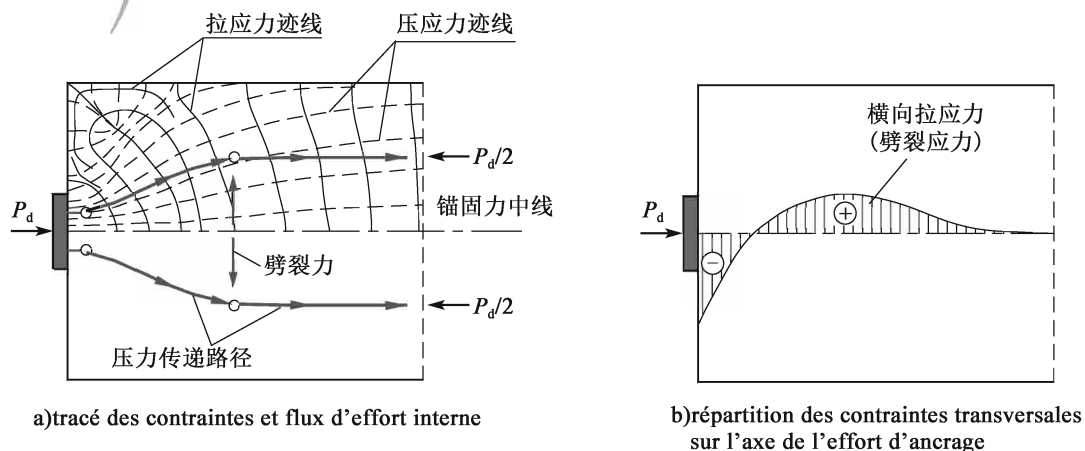 拉应力迹线
压应力迹线
P_d/2
P_d
锚固力中线
劈裂力
P_d/2
压力传递路径
a)tracé des contraintes et flux d'effort interne
横向拉应力
(劈裂应力)
P_d
+
−
b)répartition des contraintes transversales
sur l'axe de l'effort d'ancrage